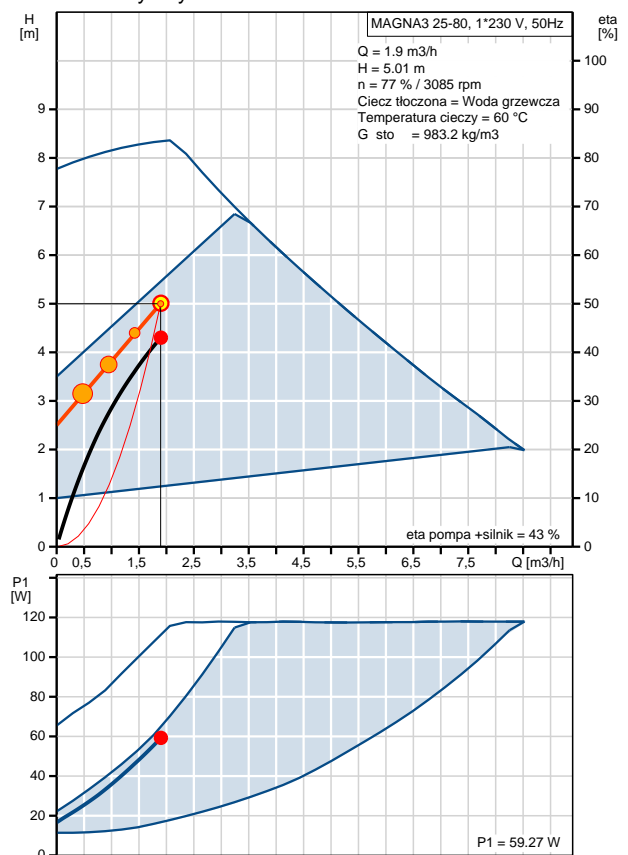 H
[m]
MAGNA3 25-80, 1*230 V, 50Hz
eta
[%]
Q = 1.9 m3/h
H = 5.01 m
n = 77 % / 3085 rpm
Ciecz tłoczona = Woda grzewcza
Temperatura cieczy = 60 °C
G sto = 983.2 kg/m3
100
9
90
8
80
7
70
6
60
5
50
4
40
3
30
2
20
1
10
eta pompa +silnik = 43 %
0
0
0 0,5 1,5 2,5 3,5 4,5 5,5 6,5 7,5 Q [m3/h]
P1
[W]
120
100
80
60
40
20
P1 = 59.27 W
0